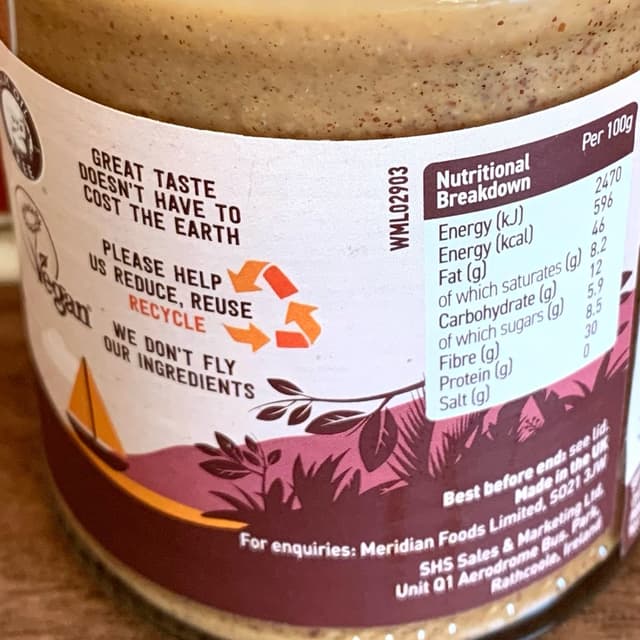 GREAT TASTE
DOESN'T HAVE TO
COST THE EARTH
PLEASE HELP
US REDUCE, REUSE
RECYCLE
WE DON'T FLY
OUR INGREDIENTS
Vegan
WML02903
Nutritional Breakdown Per 100g
Energy (kJ) 2470
Energy (kcal) 596
Fat (g) 46
of which saturates (g) 8.2
Carbohydrate (g) 12
of which sugars (g) 5.9
Fibre (g) 8.5
Protein (g) 30
Salt (g) 0
Best before end: see lid.
Made in the UK
For enquiries: Meridian Foods Limited, SO21 3JW
SHS Sales & Marketing Ltd.
Unit Q1 Aerodrome Bus. Park,
Rathcoole, Ireland